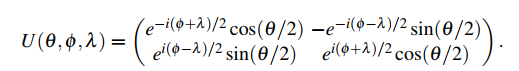 U(θ, ϕ, λ) = ( e^{-i(ϕ+λ)/2} cos(θ/2) −e^{-i(ϕ−λ)/2} sin(θ/2)
e^{i(ϕ−λ)/2} sin(θ/2) e^{i(ϕ+λ)/2} cos(θ/2) ) .